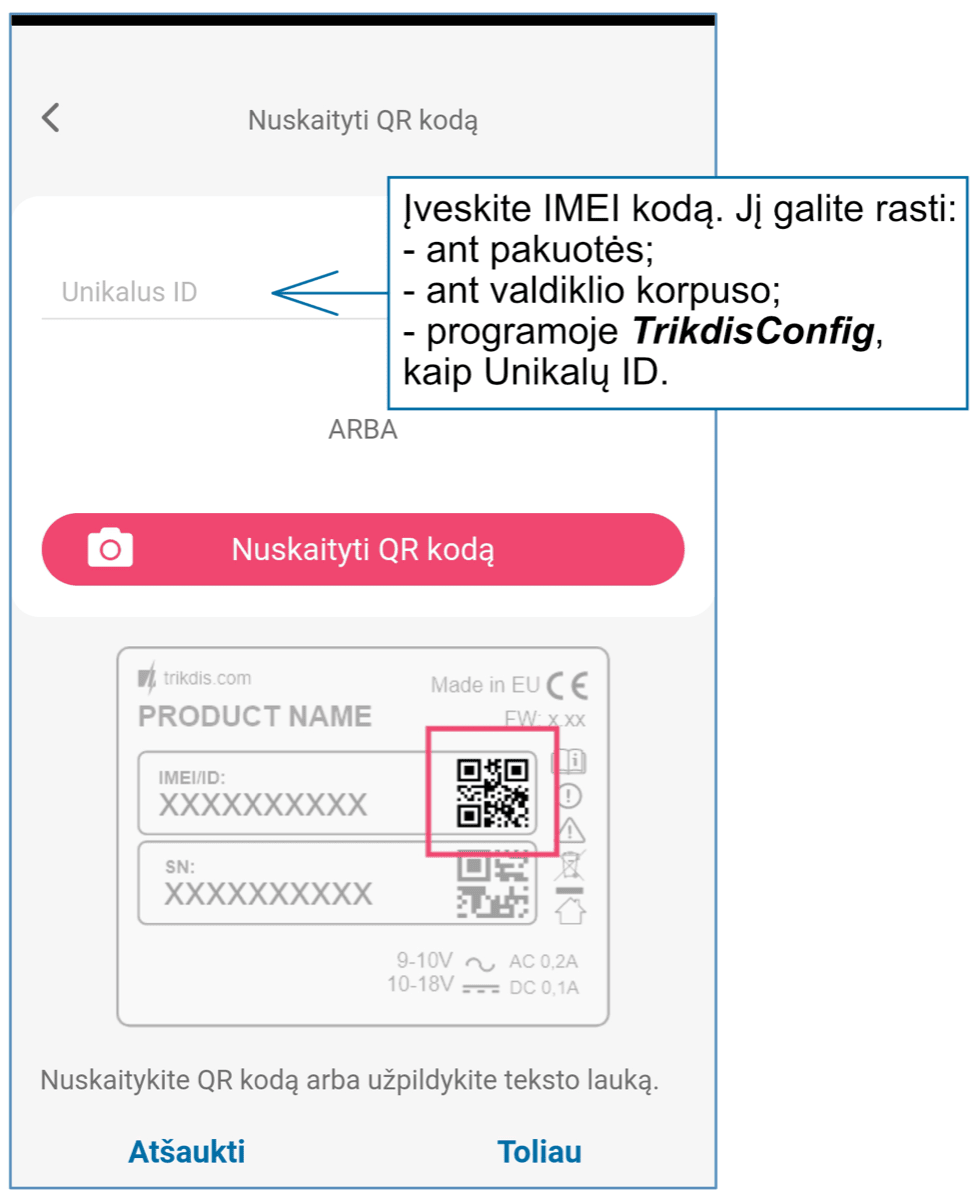 Nuskaityti QR kodą
Įveskite IMEI kodą. Jį galite rasti:
- ant pakuotės;
- ant valdiklio korpuso;
- programoje TrikdisConfig,
kaip Unikalų ID.
Unikalus ID
ARBA
Nuskaityti QR kodą
trikdis.com
Made in EU CE
PRODUCT NAME
FW: x.xx
IMEI/ID:
XXXXXXXXXX
SN:
XXXXXXXXXX
9-10V AC 0,2A
10-18V DC 0,1A
Nuskaitykite QR kodą arba užpildykite teksto lauką.
Atšaukti Toliau